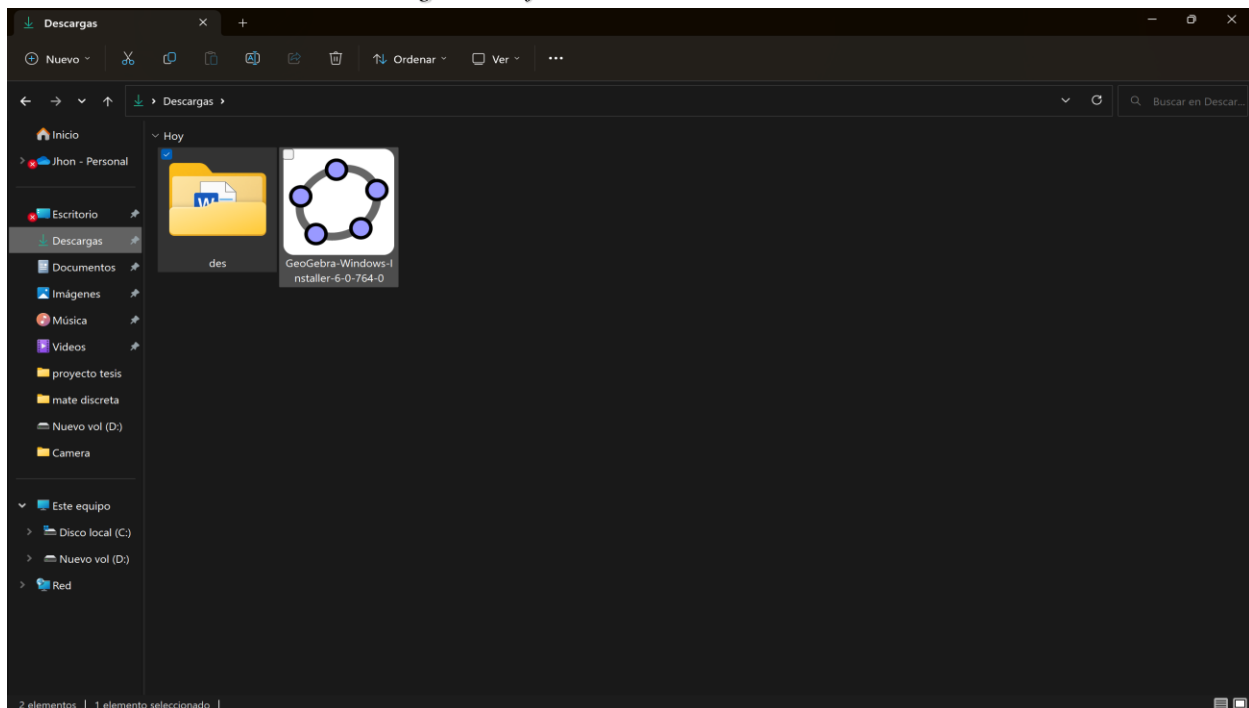 Descargas
Nuevo
Ordenar
Ver
Descargas
Buscar en Descar...
Inicio
Jhon - Personal
Escritorio
Descargas
Documentos
Imágenes
Música
Videos
proyecto tesis
mate discreta
Nuevo vol (D:)
Camera
Este equipo
Disco local (C:)
Nuevo vol (D:)
Red
Hoy
des
GeoGebra-Windows-I
nstaller-6-0-764-0
2 elementos
1 elemento seleccionado